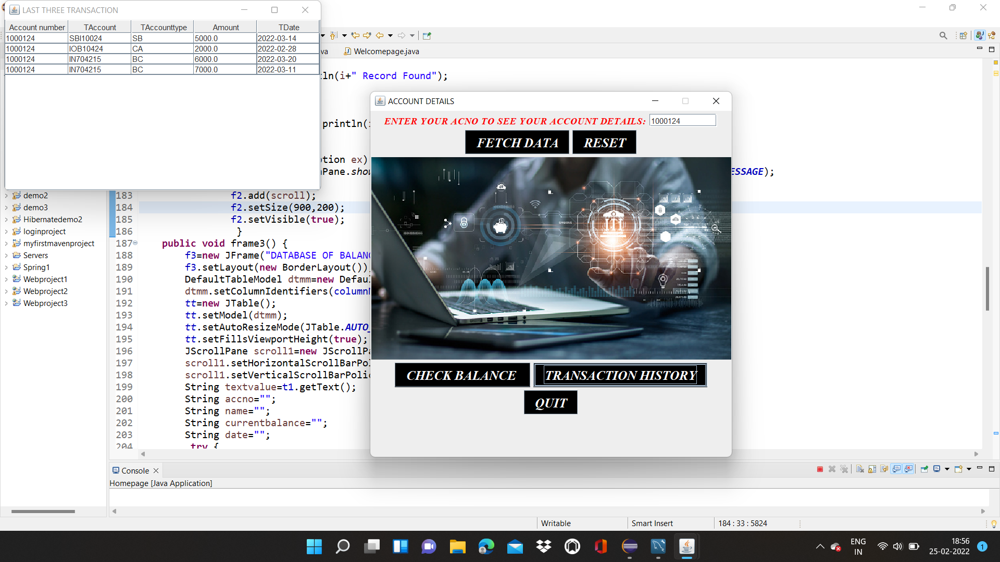 LAST THREE TRANSACTION
Account number TAccount TAccounttype Amount TDate
1000124 SBI10024 SB 5000.0 2022-03-14
1000124 IOB10424 CA 2000.0 2022-02-28
1000124 IN704215 BC 6000.0 2022-03-20
1000124 IN704215 BC 7000.0 2022-03-11
va Welcomepage.java
ln(i+" Record Found");
println(
tion ex)
Pane.show
ESSAGE);
ACCOUNT DETAILS
ENTER YOUR ACNO TO SEE YOUR ACCOUNT DETAILS: 1000124
FETCH DATA RESET
BANKING
CHECK BALANCE TRANSACTION HISTORY
QUIT
demo2
demo3
Hibernatedemo2
loginproject
myfirstmavenproject
Servers
Spring1
Webproject1
Webproject2
Webproject3
183 f2.add(scroll);
184 f2.setSize(900,200);
185 f2.setVisible(true);
186 }
187 public void frame3() {
188 f3=new JFrame("DATABASE OF BALANC
189 f3.setLayout(new BorderLayout())
190 DefaultTableModel dtmm=new Defau
191 dtmm.setColumnIdentifiers(column
192 tt=new JTable();
193 tt.setModel(dtmm);
194 tt.setAutoResizeMode(JTable.AUTO_
195 tt.setFillsViewportHeight(true);
196 JScrollPane scroll1=new JScrollPa
197 scroll1.setHorizontalScrollBarPol
198 scroll1.setVerticalScrollBarPolic
199 String textvalue=t1.getText();
200 String accno="";
201 String name="";
202 String currentbalance="";
203 String date="";
204 try {
Console
Homepage [Java Application]
Writable Smart Insert 184 : 33 : 5824
ENG
IN
18:56
25-02-2022
1